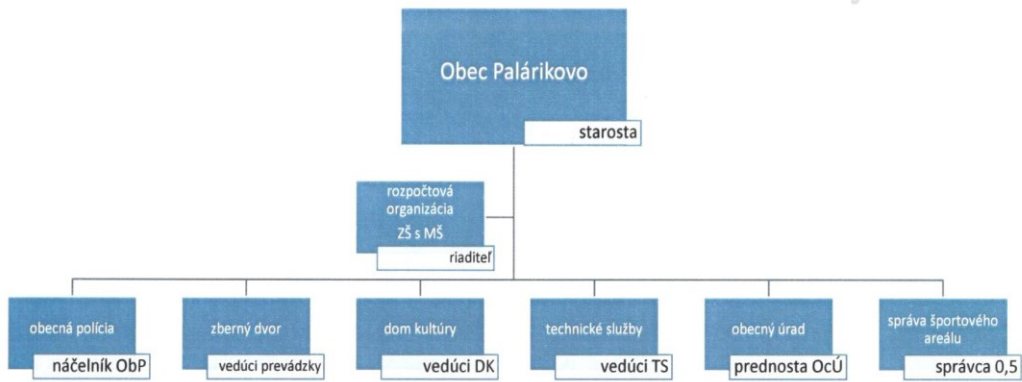 Obec Palárikovo
starosta
rozpočtová
organizácia
ZŠ s MŠ
riaditeľ
obecná polícia
náčelník ObP
zberný dvor
vedúci prevádzky
dom kultúry
vedúci DK
technické služby
vedúci TS
obecný úrad
prednosta OcÚ
správa športového
areálu
správca 0,5